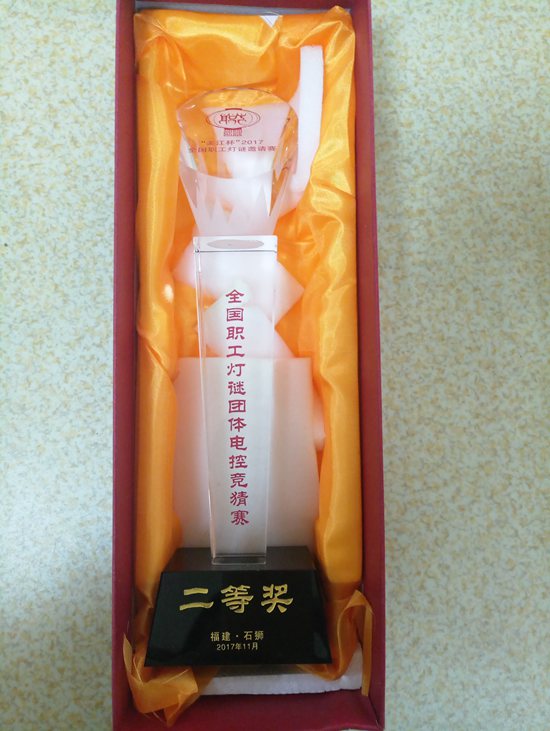 "玉江杯"2017
全国职工灯谜邀请赛
全国职工灯谜团体电控竞猜赛
二等奖
福建·石狮
2017年11月